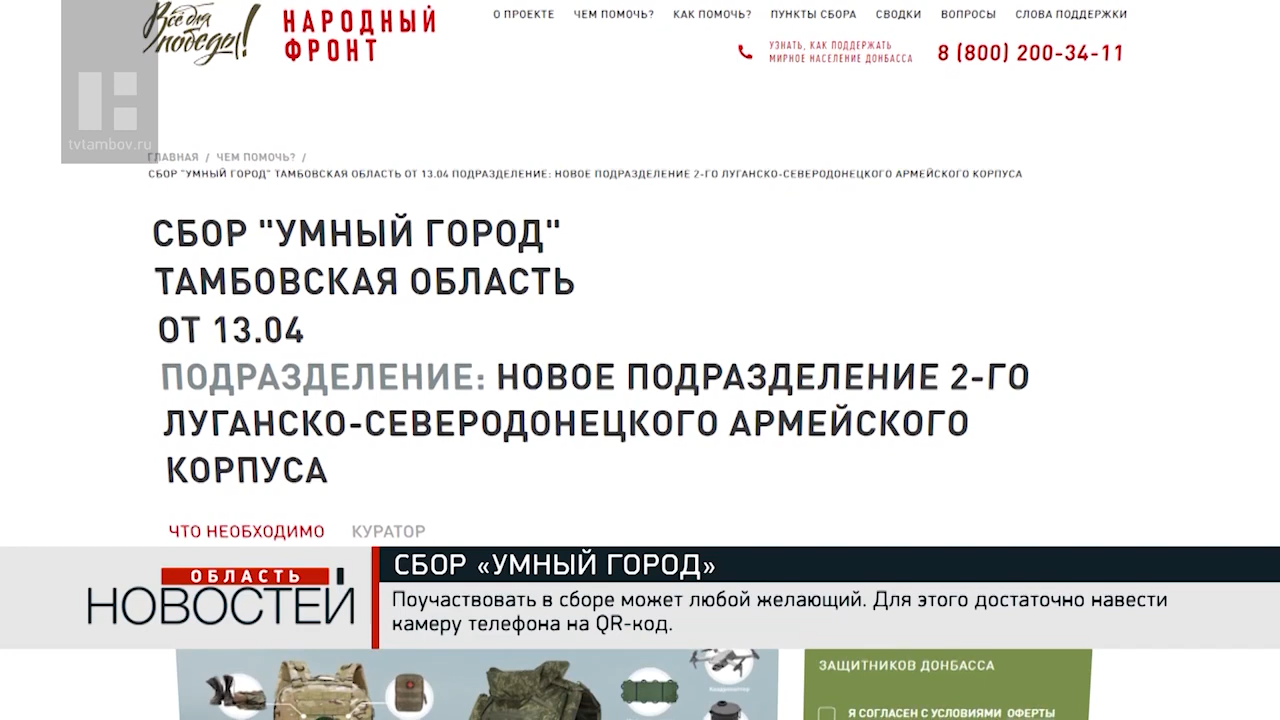 Всё для победы!
НАРОДНЫЙ
ФРОНТ
О ПРОЕКТЕ ЧЕМ ПОМОЧЬ? КАК ПОМОЧЬ? ПУНКТЫ СБОРА СВОДКИ ВОПРОСЫ СЛОВА ПОДДЕРЖКИ
УЗНАТЬ, КАК ПОДДЕРЖАТЬ
МИРНОЕ НАСЕЛЕНИЕ ДОНБАССА
8 (800) 200-34-11
tvtambov.ru
ГЛАВНАЯ / ЧЕМ ПОМОЧЬ? /
СБОР "УМНЫЙ ГОРОД" ТАМБОВСКАЯ ОБЛАСТЬ ОТ 13.04 ПОДРАЗДЕЛЕНИЕ: НОВОЕ ПОДРАЗДЕЛЕНИЕ 2-ГО ЛУГАНСКО-СЕВЕРОДОНЕЦКОГО АРМЕЙСКОГО КОРПУСА
СБОР "УМНЫЙ ГОРОД"
ТАМБОВСКАЯ ОБЛАСТЬ
ОТ 13.04
ПОДРАЗДЕЛЕНИЕ: НОВОЕ ПОДРАЗДЕЛЕНИЕ 2-ГО
ЛУГАНСКО-СЕВЕРОДОНЕЦКОГО АРМЕЙСКОГО
КОРПУСА
ЧТО НЕОБХОДИМО КУРАТОР
ОБЛАСТЬ
НОВОСТЕЙ
СБОР «УМНЫЙ ГОРОД»
Поучаствовать в сборе может любой желающий. Для этого достаточно навести
камеру телефона на QR-код.
Квадрокоптер
ЗАЩИТНИКОВ ДОНБАССА
Я СОГЛАСЕН С УСЛОВИЯМИ ОФЕРТЫ